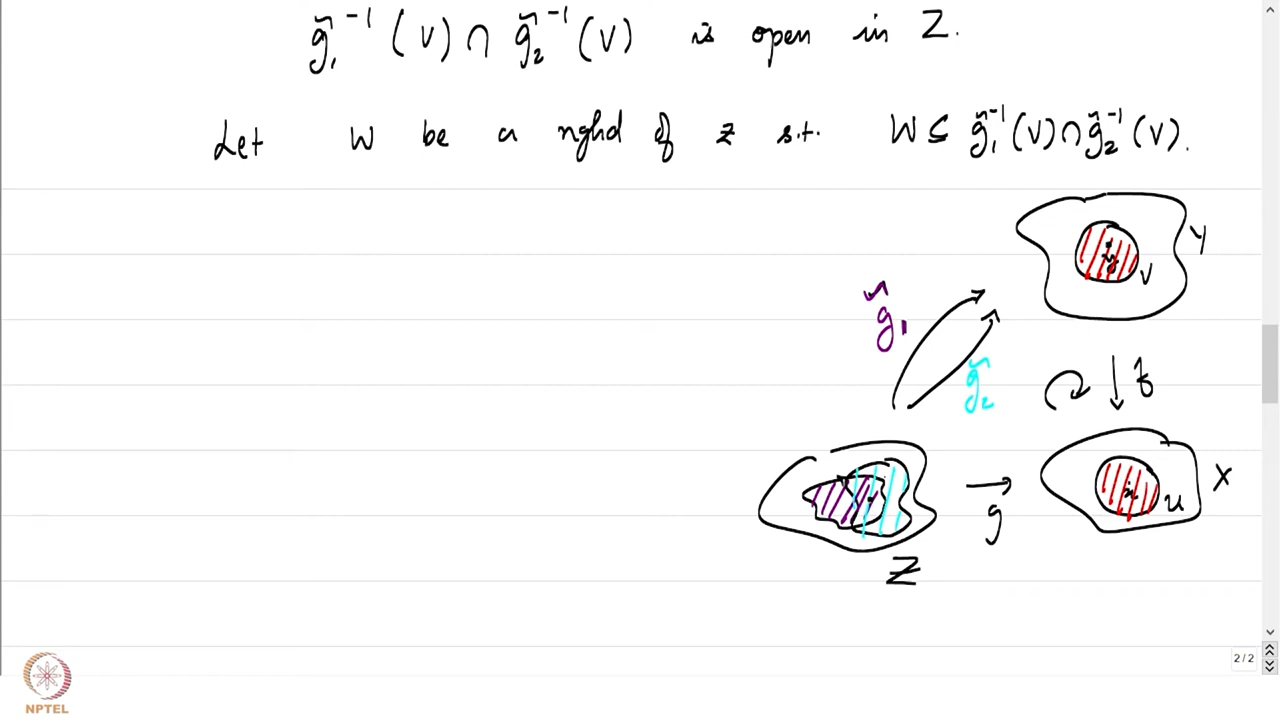 g̃₁⁻¹(V) ∩ g̃₂⁻¹(V) is open in Z.
Let W be a nghd of z s.t. W ⊆ g̃₁⁻¹(V) ∩ g̃₂⁻¹(V).
Y
y
V
g̃₁
g̃₂
f
X
x
U
g
Z
2 / 2
NPTEL